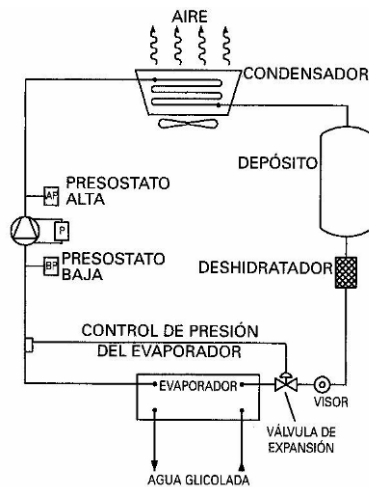 AIRE
CONDENSADOR
DEPÓSITO
AP
PRESOSTATO
ALTA
P
PRESOSTATO
BP
BAJA
DESHIDRATADOR
CONTROL DE PRESIÓN
DEL EVAPORADOR
EVAPORADOR
VISOR
VÁLVULA DE
EXPANSIÓN
AGUA GLICOLADA